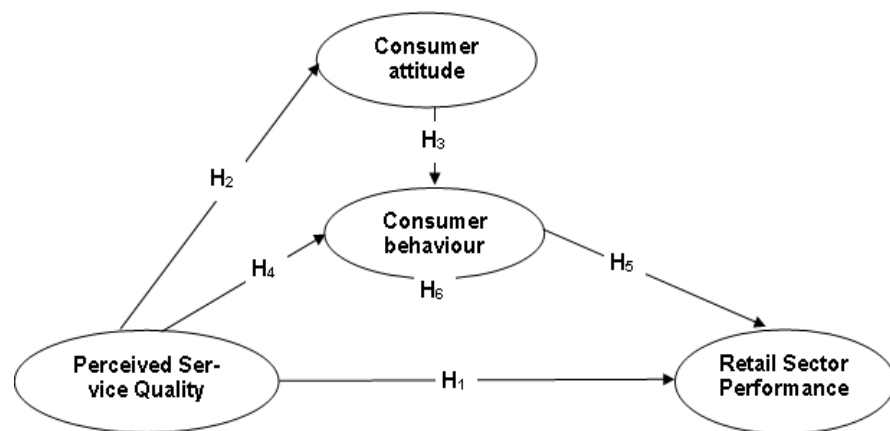 Consumer
attitude
H₃
H₂
Consumer
behaviour
H₄
H₅
H₆
Perceived Ser-
vice Quality
H₁
Retail Sector
Performance